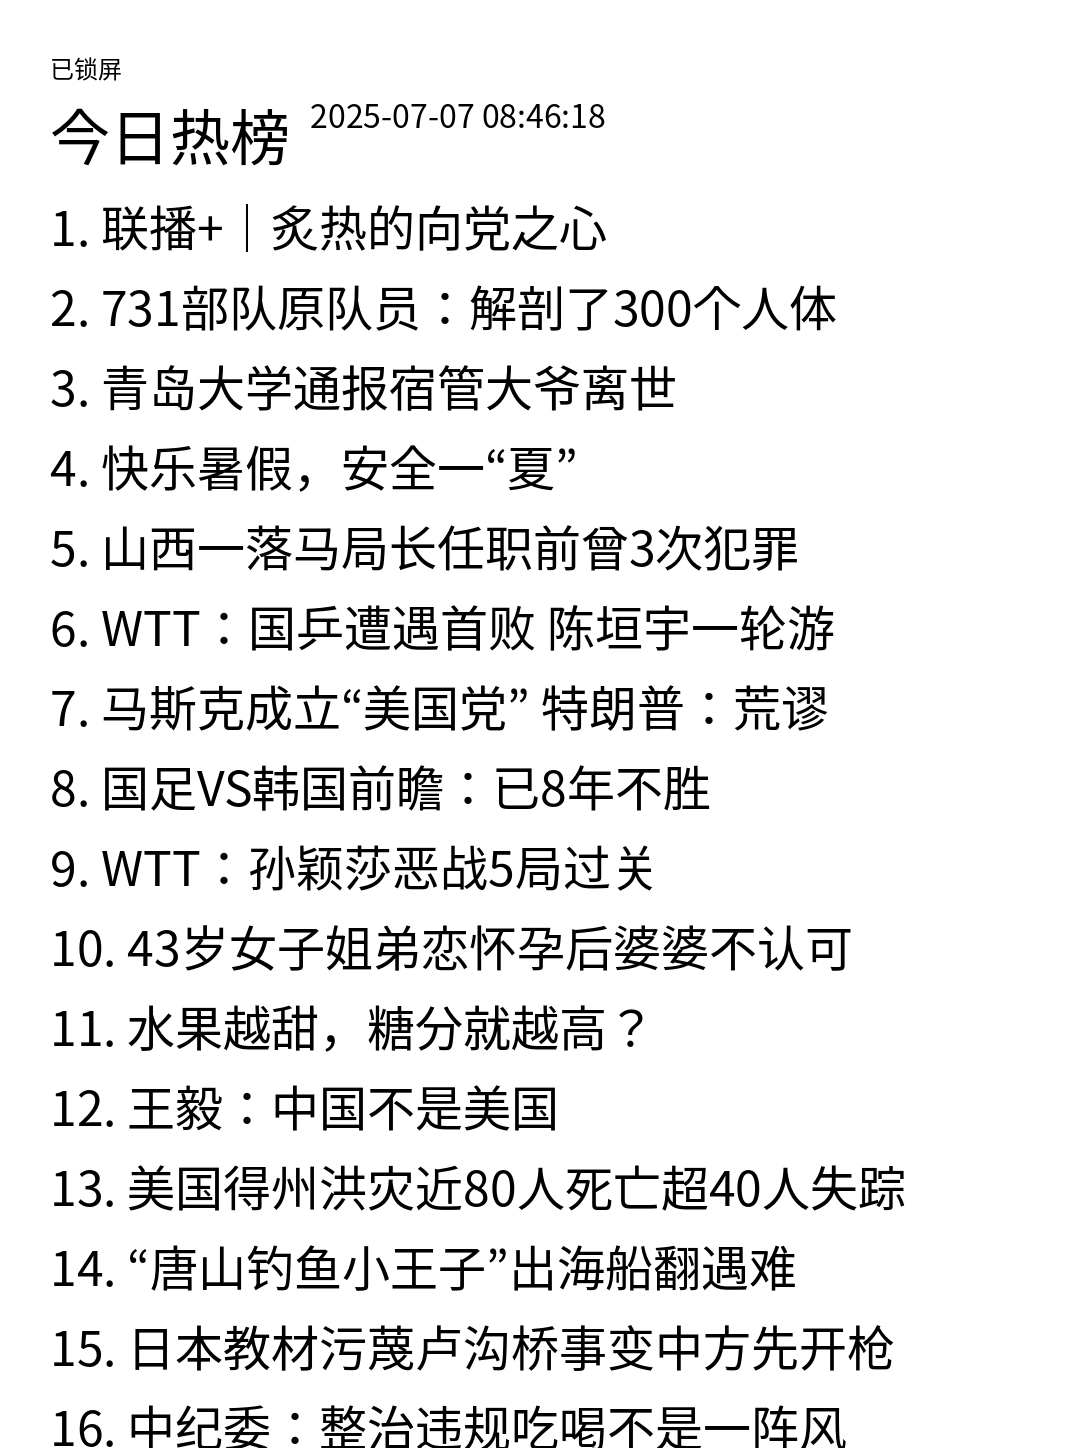 已锁屏
今日热榜 2025-07-07 08:46:18
1. 联播+｜炙热的向党之心
2. 731部队原队员：解剖了300个人体
3. 青岛大学通报宿管大爷离世
4. 快乐暑假，安全一“夏”
5. 山西一落马局长任职前曾3次犯罪
6. WTT：国乒遭遇首败 陈垣宇一轮游
7. 马斯克成立“美国党” 特朗普：荒谬
8. 国足VS韩国前瞻：已8年不胜
9. WTT：孙颖莎恶战5局过关
10. 43岁女子姐弟恋怀孕后婆婆不认可
11. 水果越甜，糖分就越高？
12. 王毅：中国不是美国
13. 美国得州洪灾近80人死亡超40人失踪
14. “唐山钓鱼小王子”出海船翻遇难
15. 日本教材污蔑卢沟桥事变中方先开枪
16. 中纪委：整治违规吃喝不是一阵风